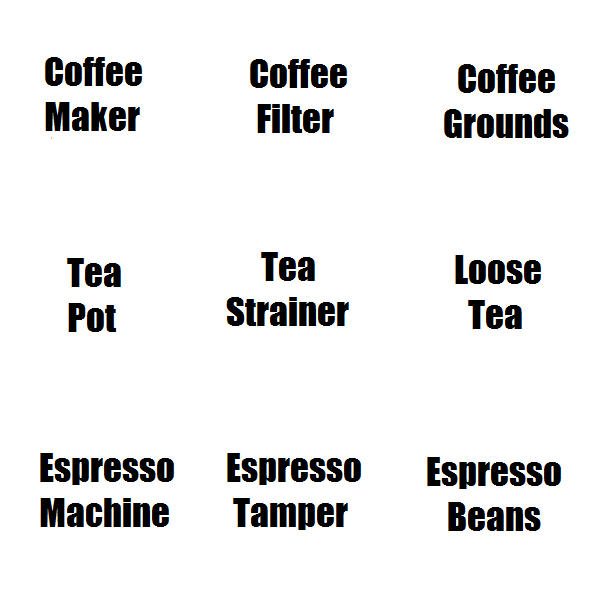 Coffee
Maker
Coffee
Filter
Coffee
Grounds
Tea
Pot
Tea
Strainer
Loose
Tea
Espresso
Machine
Espresso
Tamper
Espresso
Beans